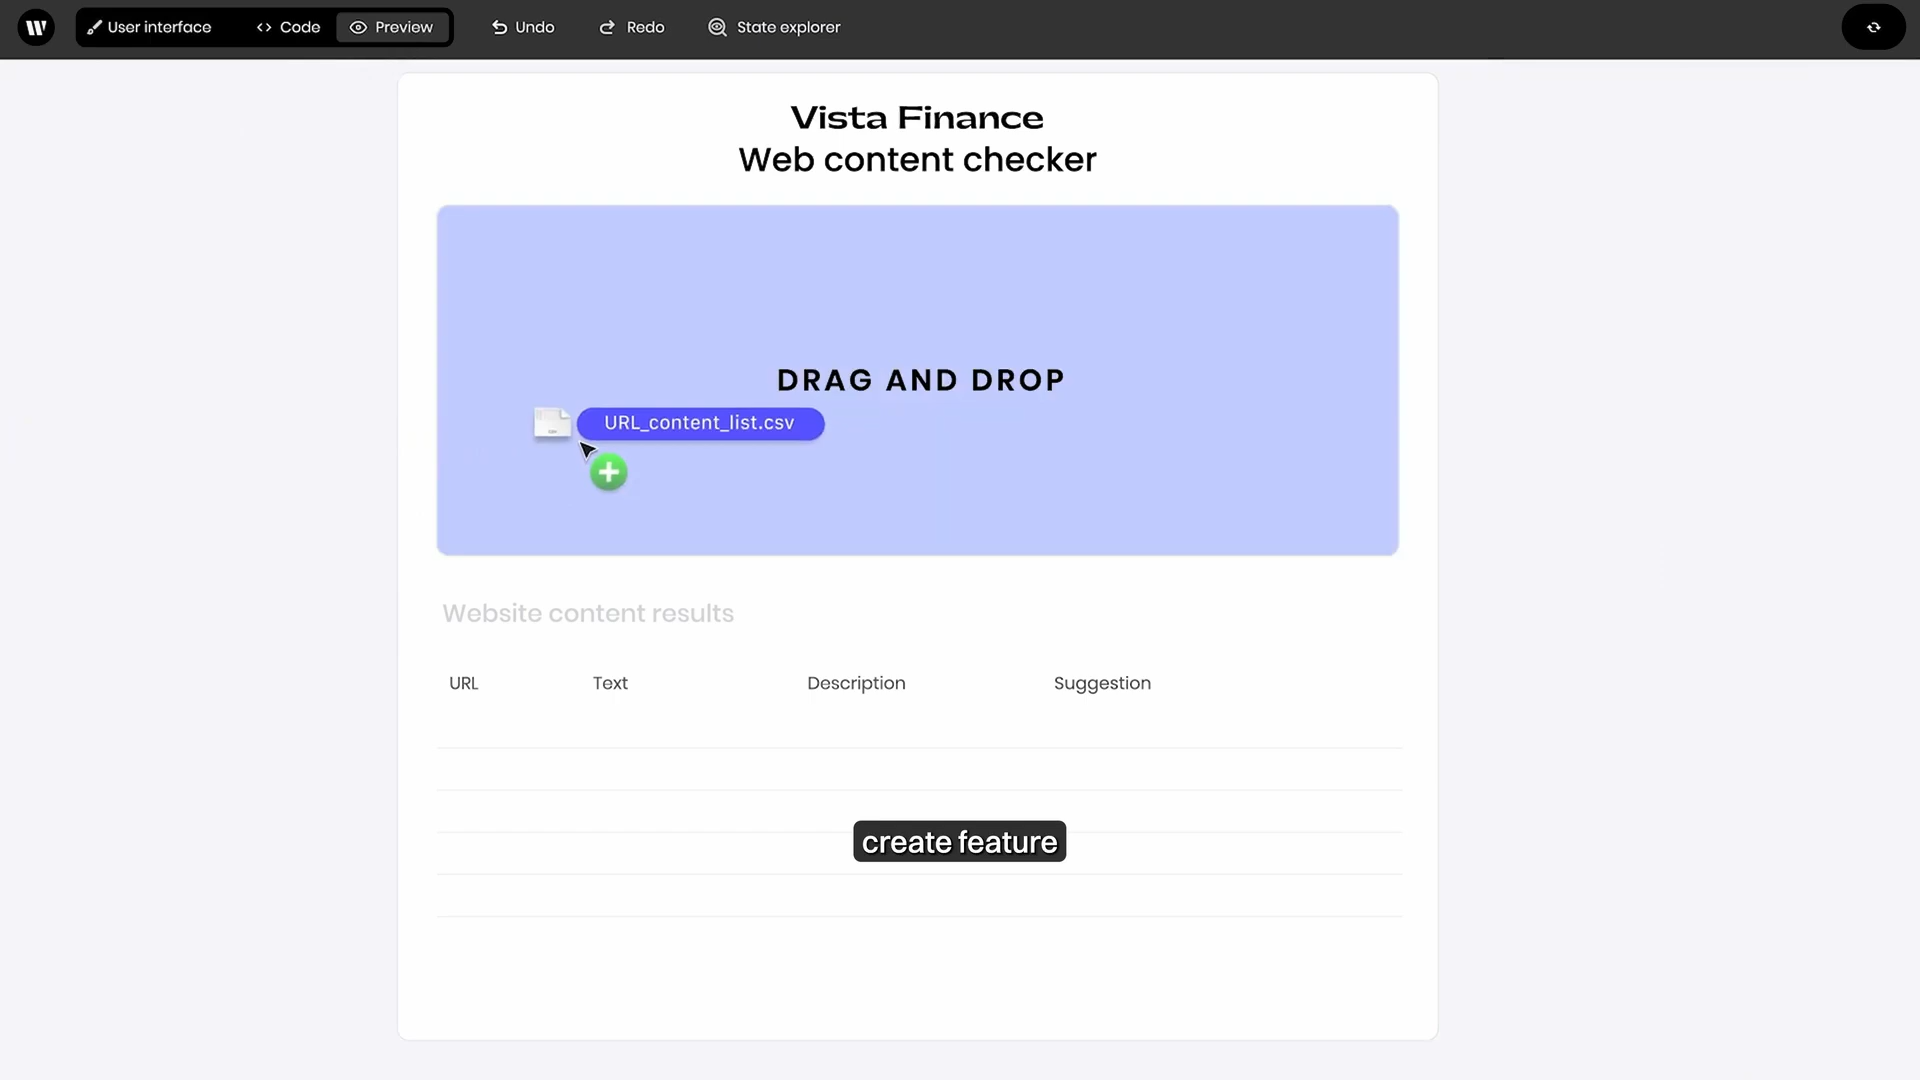 W
User interface
Code
Preview
Undo
Redo
State explorer
Vista Finance
Web content checker
DRAG AND DROP
URL_content_list.csv
Website content results
URL Text Description Suggestion
create feature